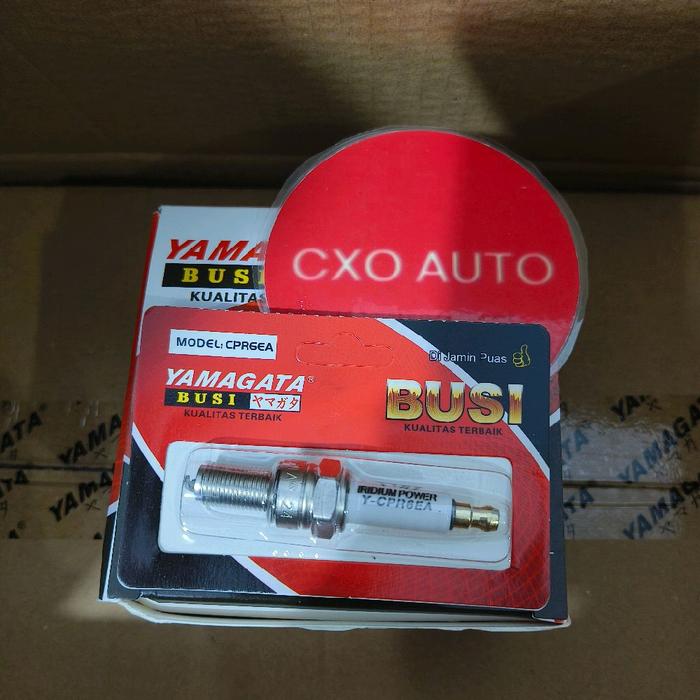 CXO AUTO
YAMA
BUSI
KUALITAS
MODEL: CPR6EA
Di Jamin Puas
YAMAGATA®
BUSI ヤマガタ
KUALITAS TERBAIK
BUSI
KUALITAS TERBAIK
IRIDIUM POWER
Y-CPR6EA
YAMAGATA
YAMAGATA